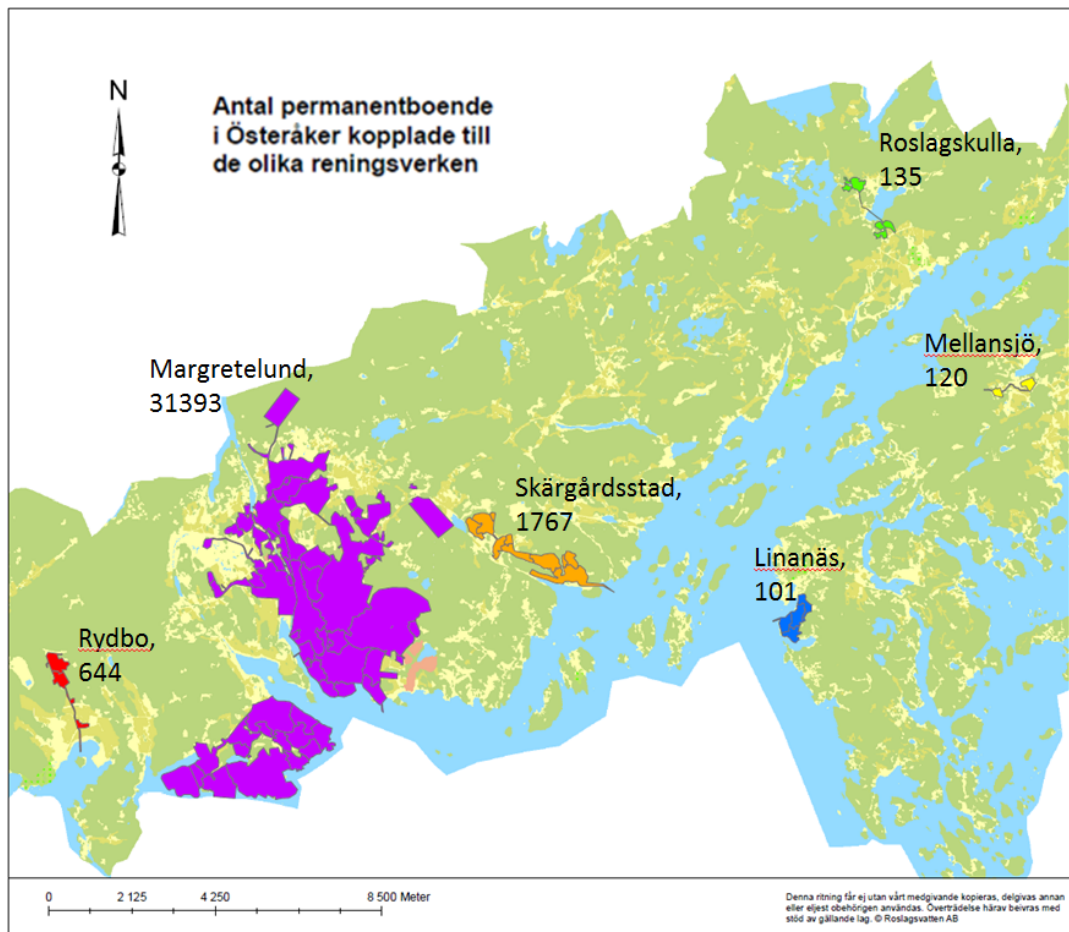 N
Antal permanentboende
i Österåker kopplade till
de olika reningsverken
Roslagskulla,
135
Mellansjö,
120
Margretelund,
31393
Skärgårdsstad,
1767
Linanäs,
101
Rydbo,
644
0 2 125 4 250 8 500 Meter
Denna ritning får ej utan vårt medgivande kopieras, delgivas annan
eller eljest obehörigen användas. Överträdelse härav beivras med
stöd av gällande lag. © Roslagsvatten AB